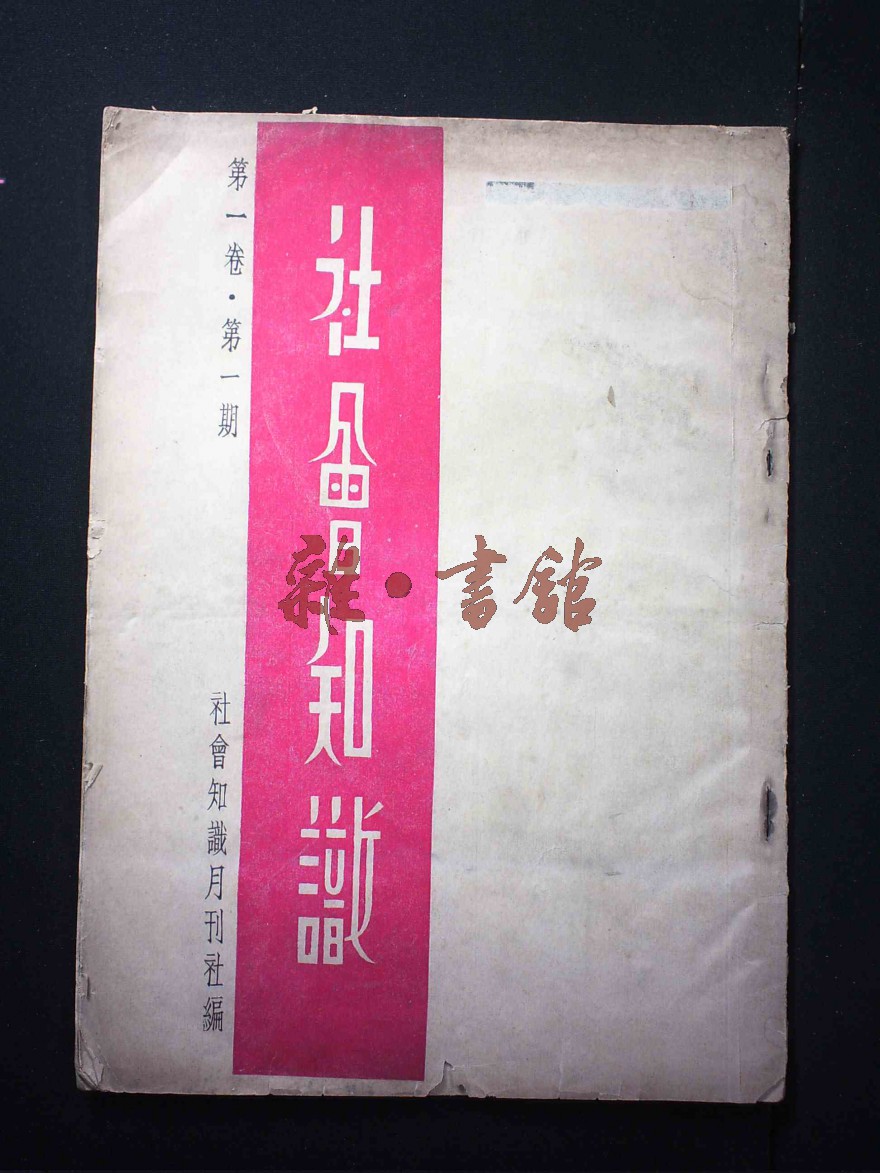 社會知識
第一卷·第一期
社會知識月刊社編
雜·書館